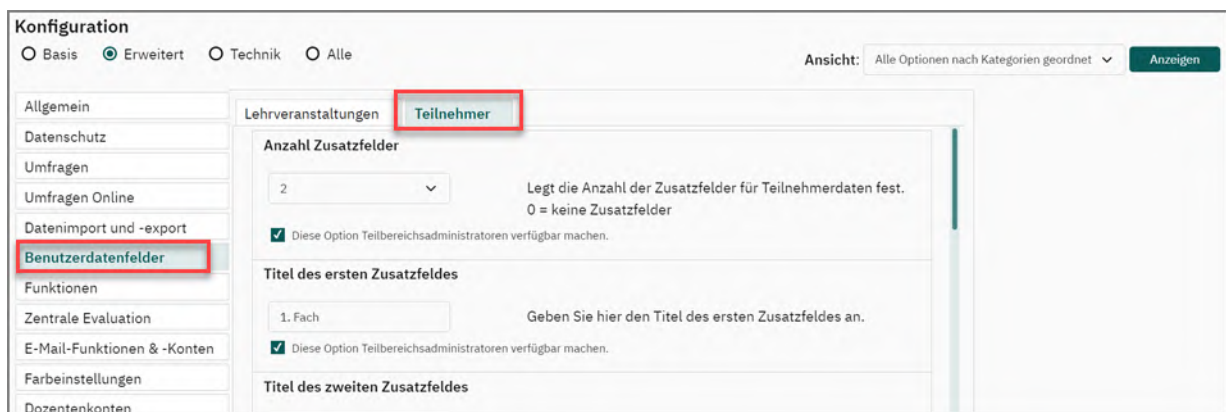 Konfiguration
Basis Erweitert Technik Alle
Ansicht: Alle Optionen nach Kategorien geordnet Anzeigen
Allgemein
Datenschutz
Umfragen
Umfragen Online
Datenimport und -export
Benutzerdatenfelder
Funktionen
Zentrale Evaluation
E-Mail-Funktionen & -Konten
Farbeinstellungen
Dozentenkonten
Lehrveranstaltungen Teilnehmer
Anzahl Zusatzfelder
2
Legt die Anzahl der Zusatzfelder für Teilnehmerdaten fest.
0 = keine Zusatzfelder
Diese Option Teilbereichsadministratoren verfügbar machen.
Titel des ersten Zusatzfeldes
1. Fach
Geben Sie hier den Titel des ersten Zusatzfeldes an.
Diese Option Teilbereichsadministratoren verfügbar machen.
Titel des zweiten Zusatzfeldes